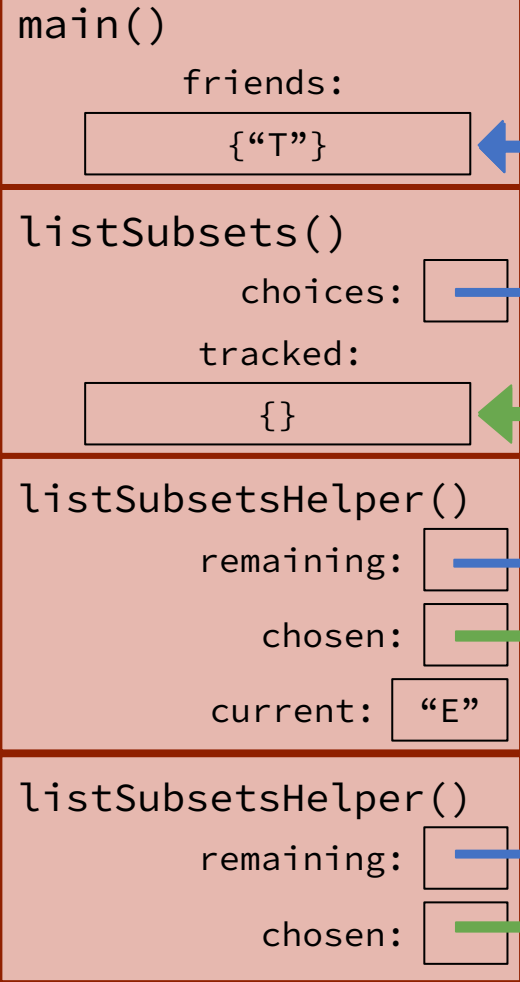 main()
friends:
{“T”}
listSubsets()
choices:
tracked:
{}
listSubsetsHelper()
remaining:
chosen:
current: “E”
listSubsetsHelper()
remaining:
chosen: